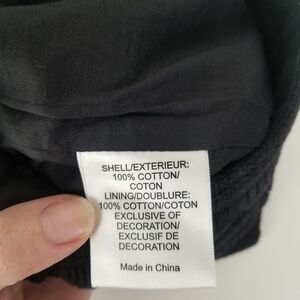 SHELL/EXTERIEUR:
100% COTTON/
COTON
LINING/DOUBLURE:
100% COTTON/COTON
EXCLUSIVE OF
DECORATION/
EXCLUSIF DE
DECORATION
Made in China